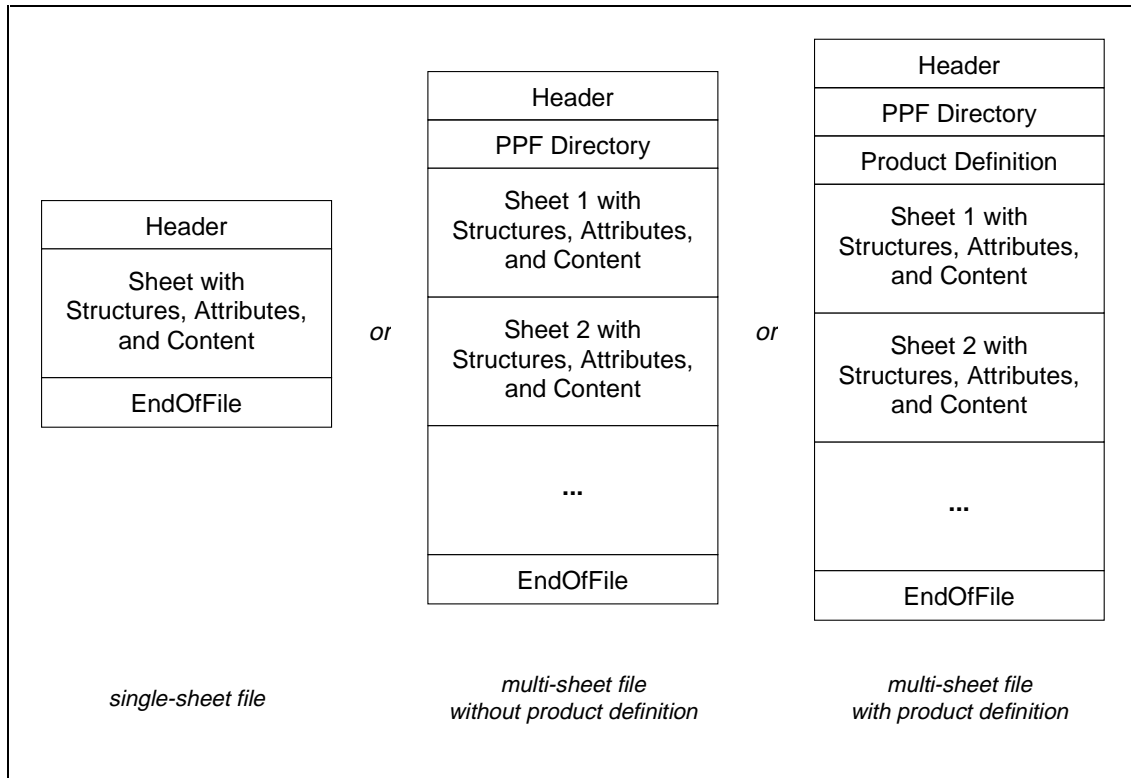 Header
Sheet with
Structures, Attributes,
and Content
EndOfFile
single-sheet file
or
Header
PPF Directory
Sheet 1 with
Structures, Attributes,
and Content
Sheet 2 with
Structures, Attributes,
and Content
...
EndOfFile
multi-sheet file
without product definition
or
Header
PPF Directory
Product Definition
Sheet 1 with
Structures, Attributes,
and Content
Sheet 2 with
Structures, Attributes,
and Content
...
EndOfFile
multi-sheet file
with product definition